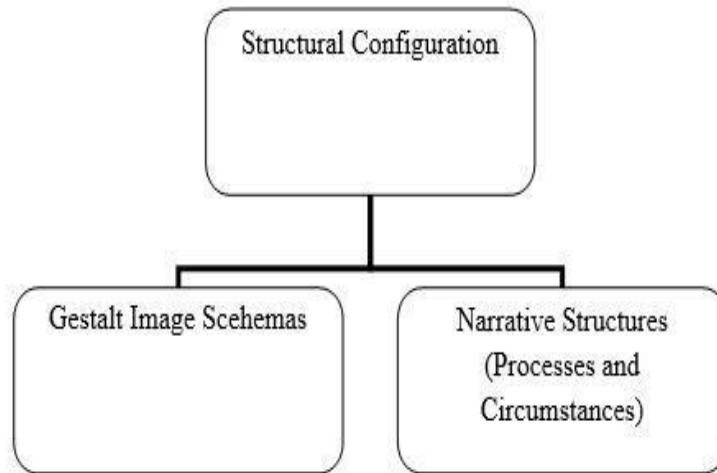 Structural Configuration
Gestalt Image Scehemas
Narrative Structures
(Processes and
Circumstances)